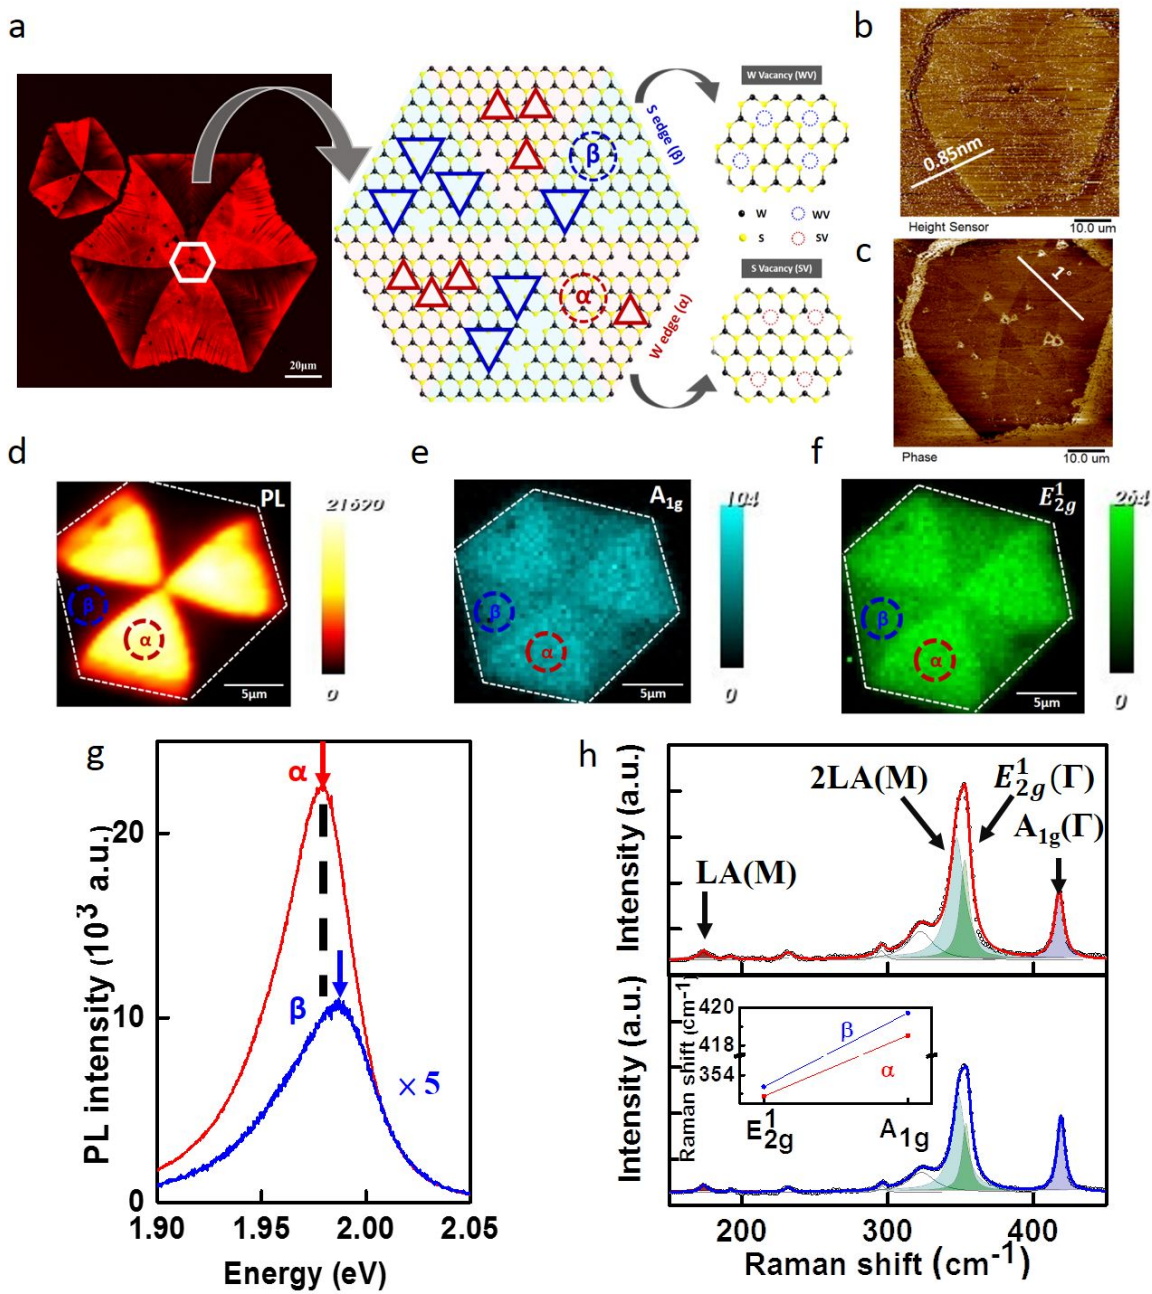 a
20μm
β
α
S edge (β)
W edge (α)
W Vacancy (WV)
W
WV
S
SV
S Vacancy (SV)
b
0.85nm
Height Sensor
10.0 um
c
1°
Phase
10.0 um
d
PL
β
α
5μm
21690
0
e
A1g
β
α
5μm
104
0
f
E¹2g
β
α
5μm
264
0
g
α
β
× 5
PL intensity (10³ a.u.)
20
10
0
1.90
1.95
2.00
2.05
Energy (eV)
h
Intensity (a.u.)
LA(M)
2LA(M)
E¹2g(Γ)
A1g(Γ)
Intensity (a.u.)
Raman shift (cm⁻¹)
420
418
354
β
α
E¹2g
A1g
200
300
400
Raman shift (cm⁻¹)